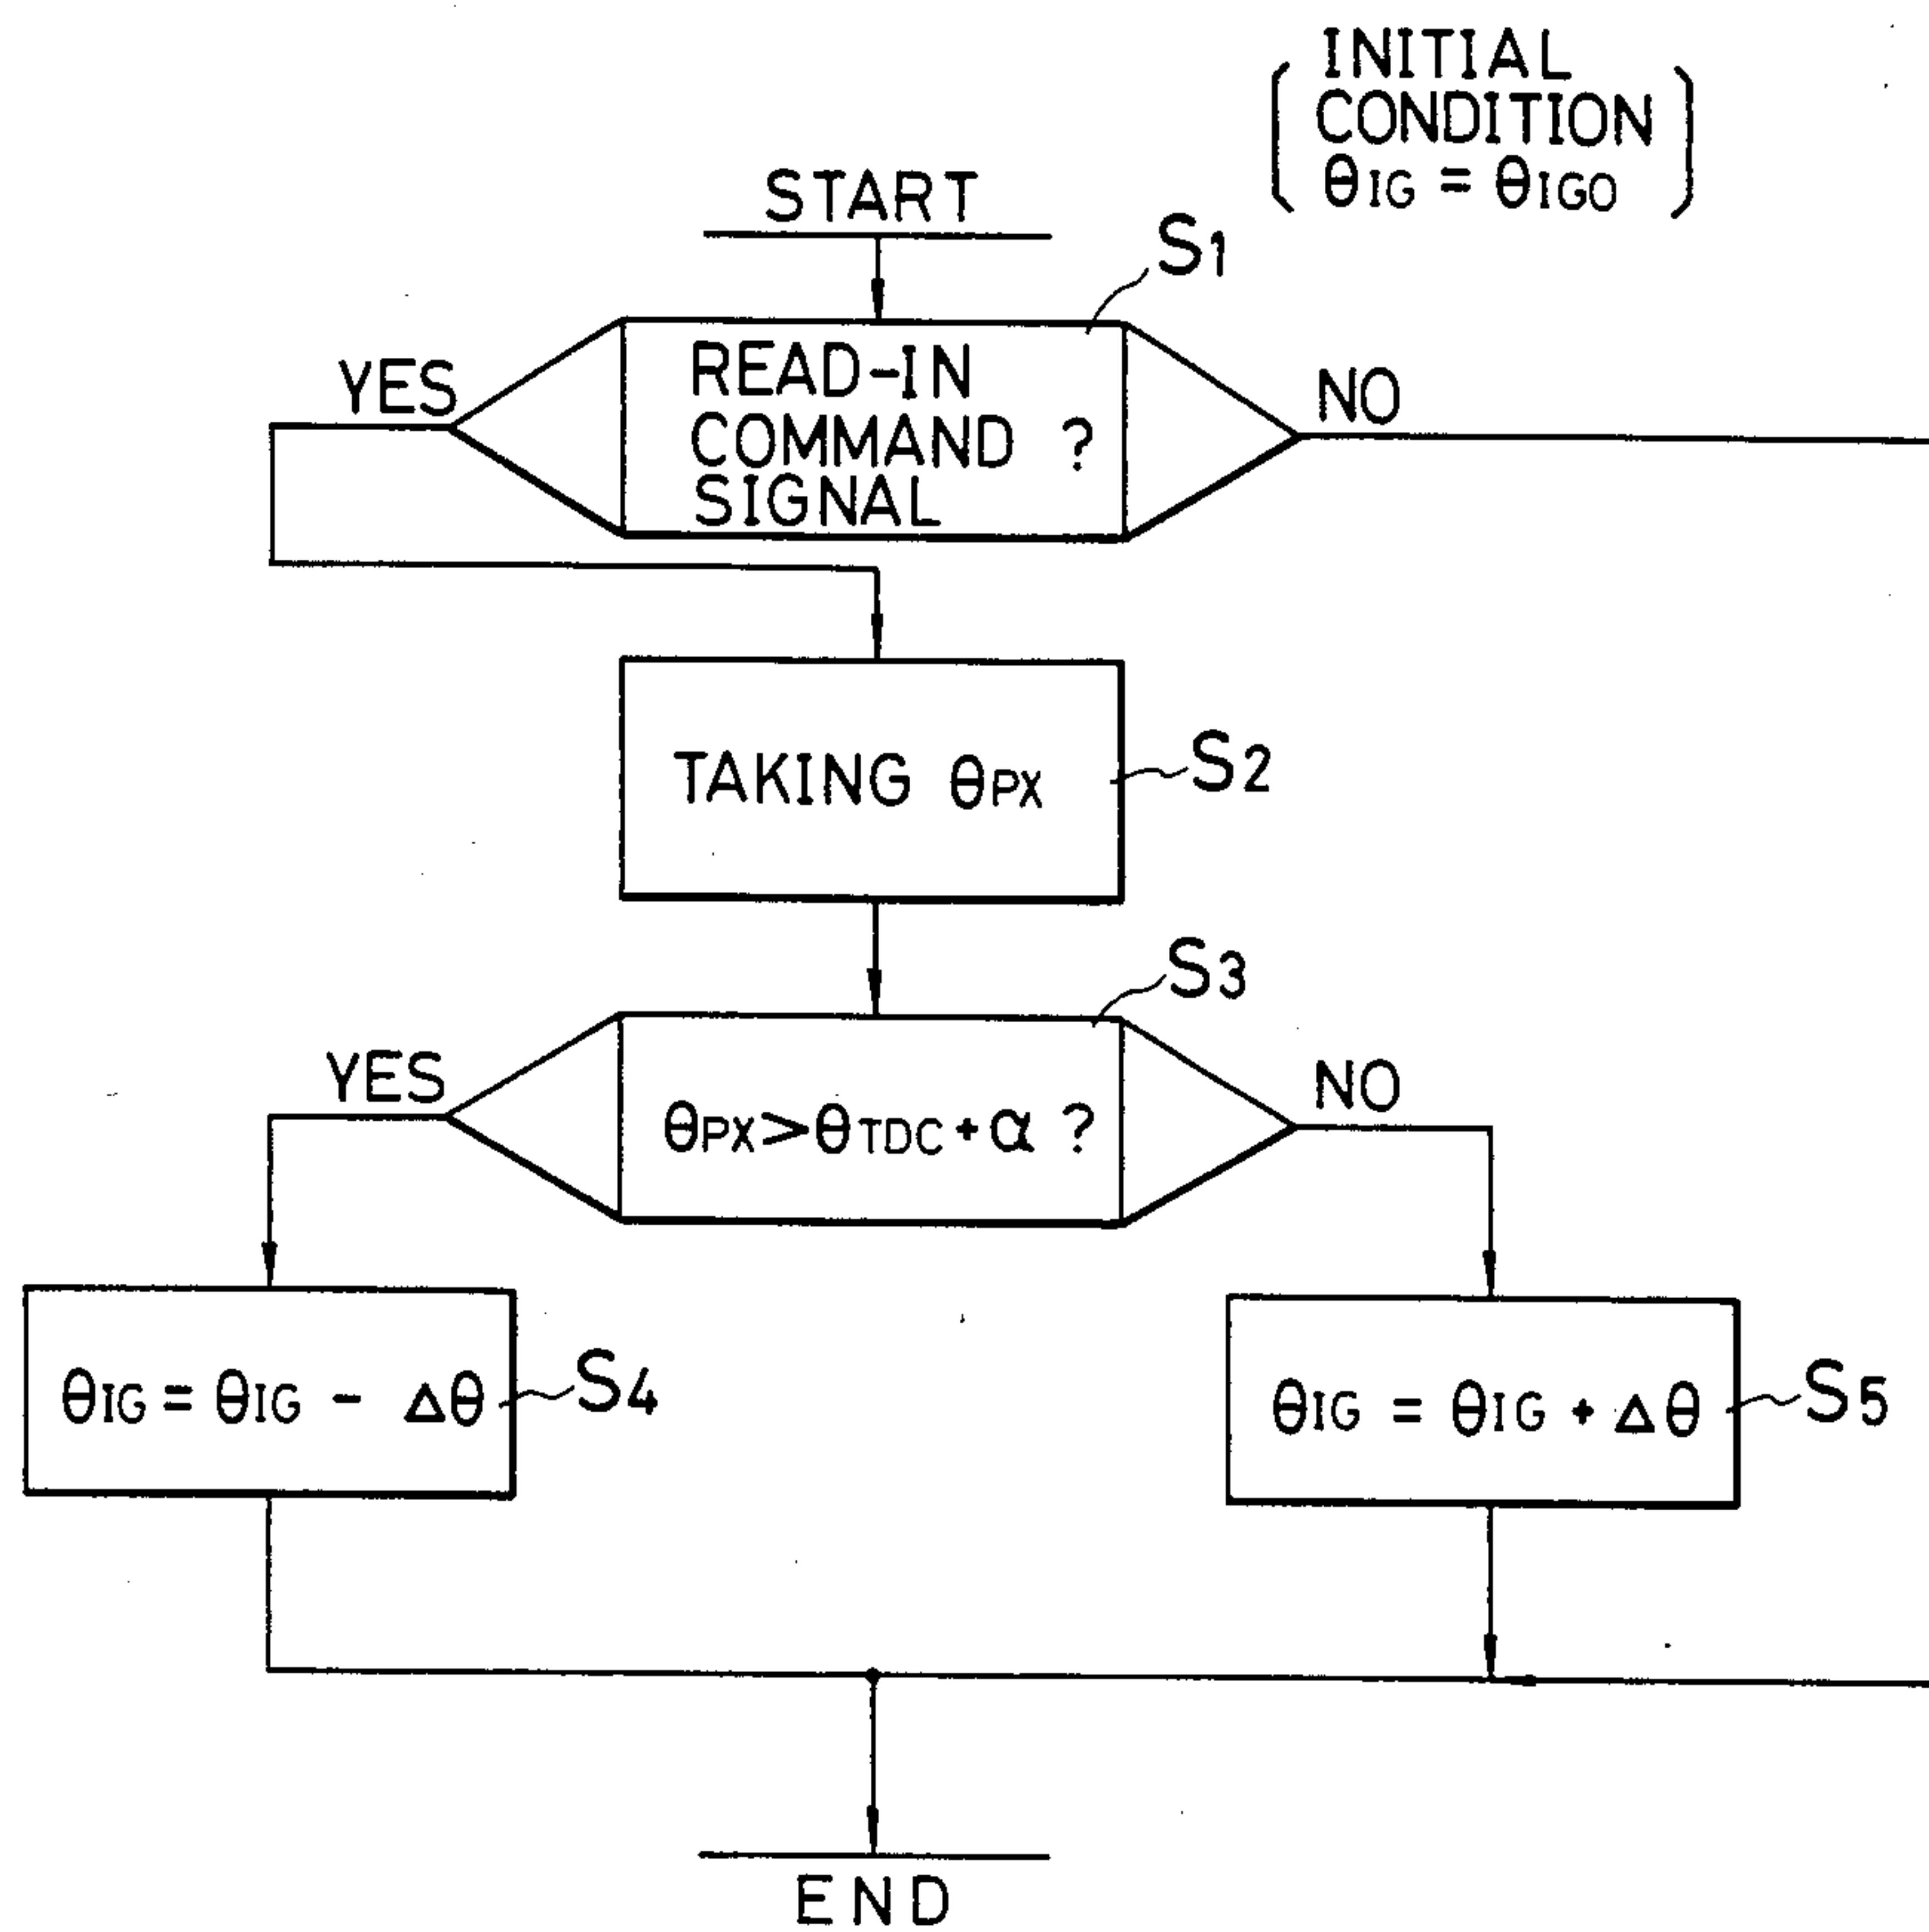 INITIAL
CONDITION
θIG = θIGO
START
S1
YES
READ-IN
COMMAND ?
SIGNAL
NO
TAKING θPX
S2
S3
YES
θPX>θTDC+α ?
NO
θIG = θIG - Δθ
S4
θIG = θIG + Δθ
S5
END